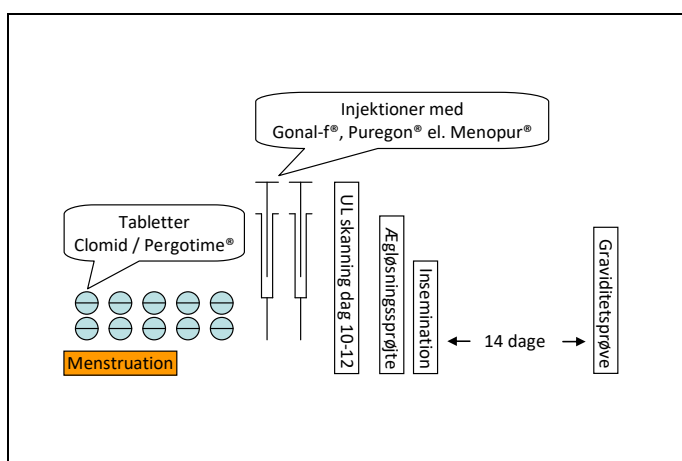 Injektioner med
Gonal-f®, Puregon® el. Menopur®
Tabletter
Clomid / Pergotime®
UL skanning dag 10-12
Ægløsningssprøjte
Insemination
Graviditetsprøve
14 dage
Menstruation